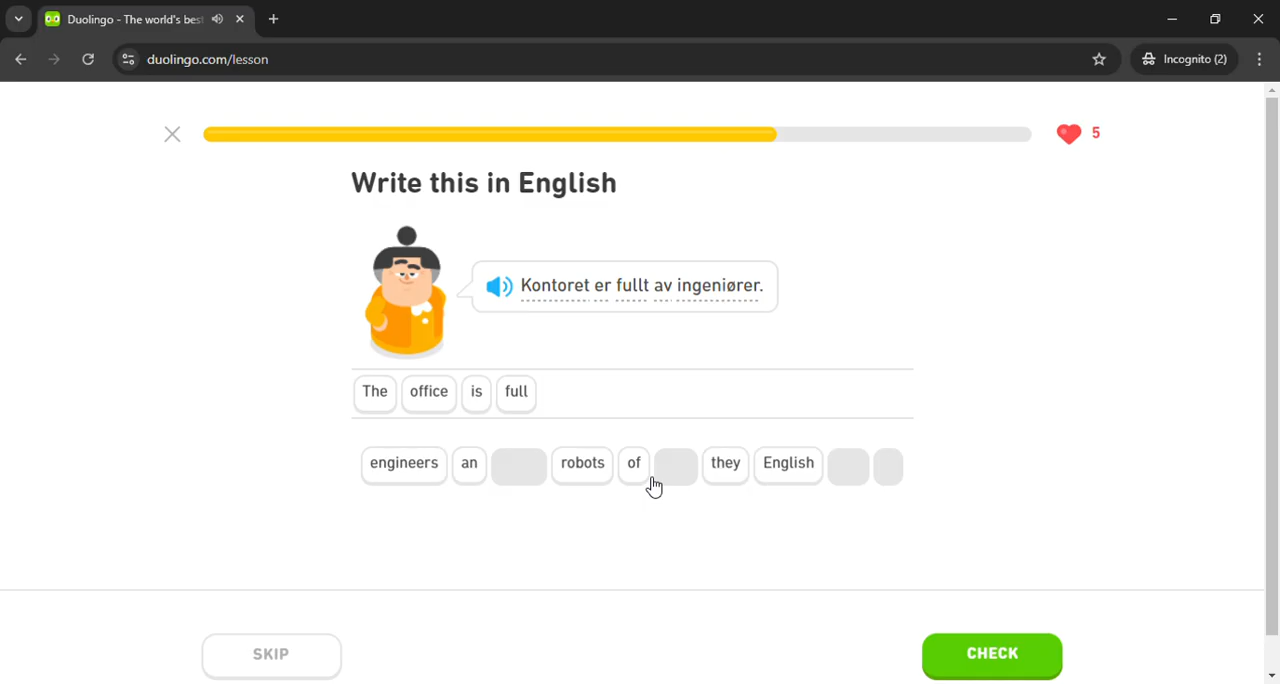 Duolingo - The world's bes
duolingo.com/lesson
Incognito (2)
5
Write this in English
Kontoret er fullt av ingeniører.
The office is full
engineers an robots of they English
SKIP
CHECK